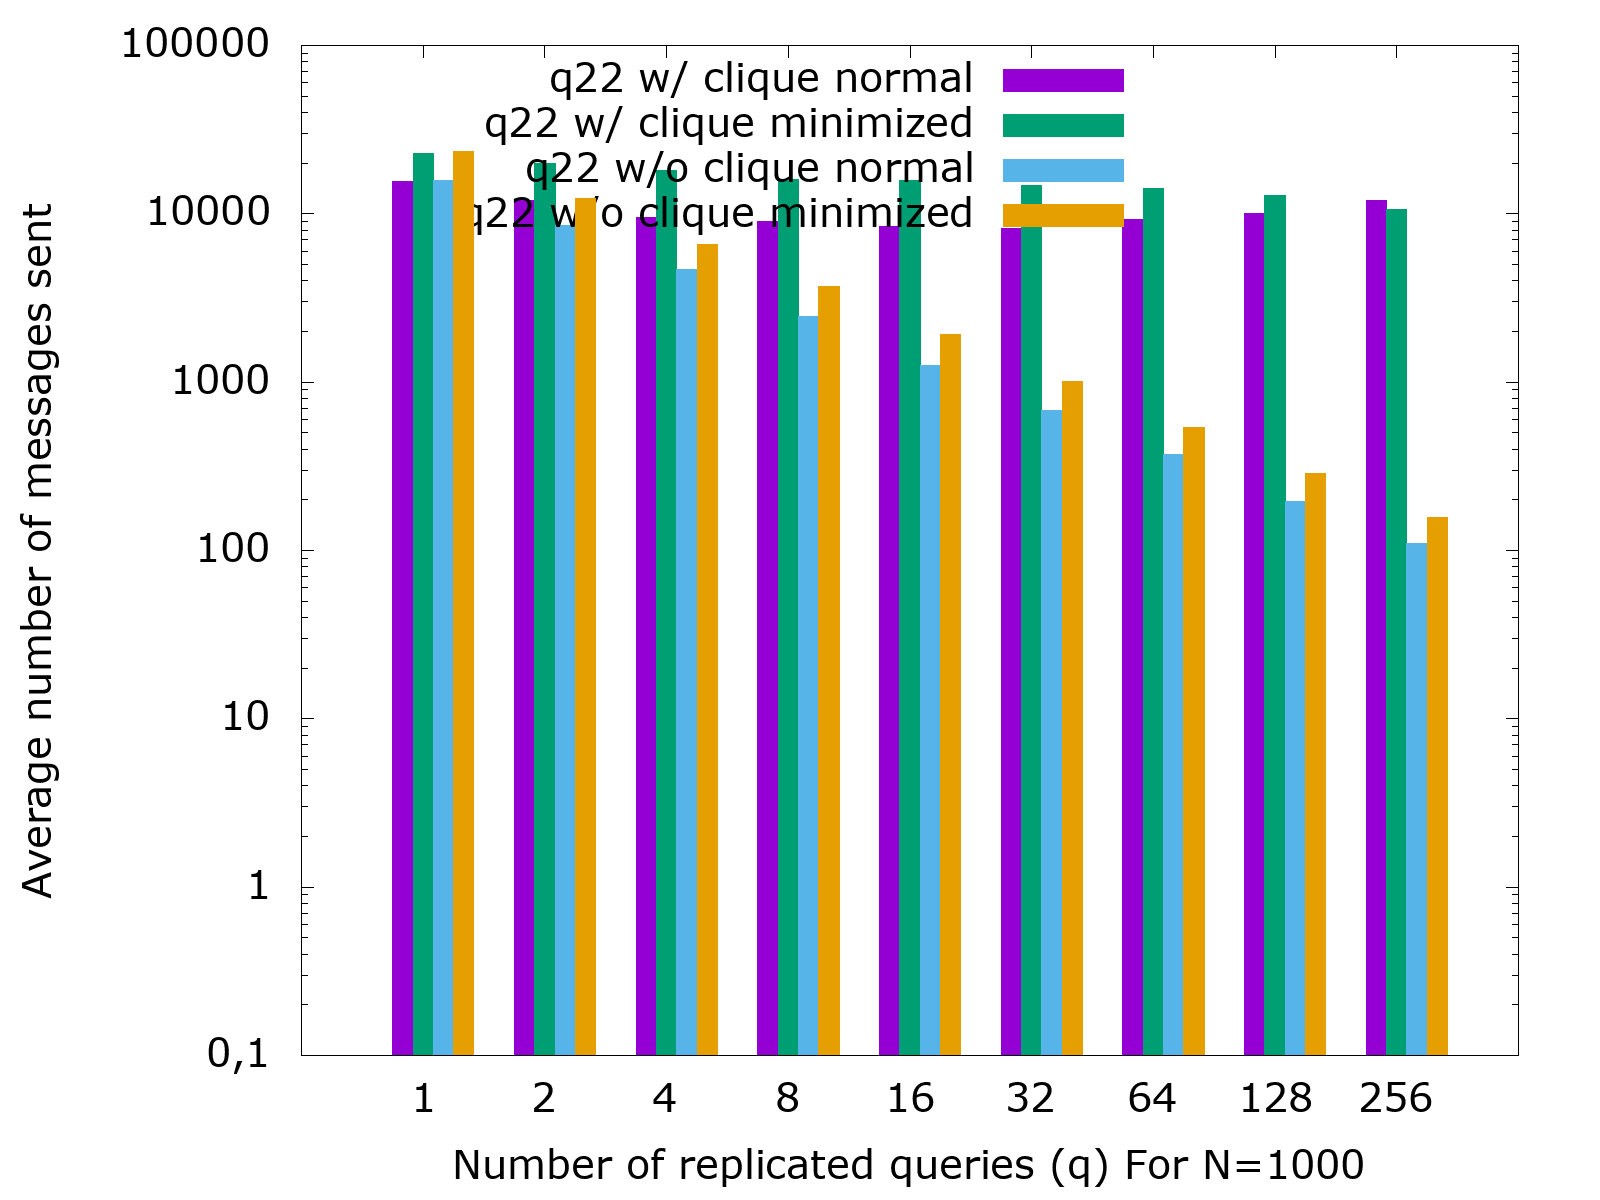 100000
10000
1000
100
10
1
0,1
Average number of messages sent
q22 w/ clique normal
q22 w/ clique minimized
q22 w/o clique normal
q22 w/o clique minimized
1 2 4 8 16 32 64 128 256
Number of replicated queries (q) For N=1000